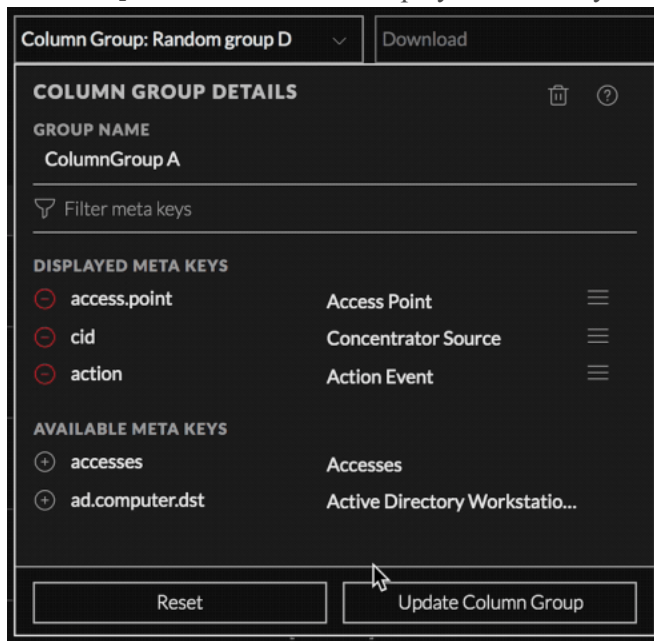 Column Group: Random group D Download
COLUMN GROUP DETAILS
GROUP NAME
ColumnGroup A
Filter meta keys
DISPLAYED META KEYS
access.point Access Point
cid Concentrator Source
action Action Event
AVAILABLE META KEYS
accesses Accesses
ad.computer.dst Active Directory Workstatio...
Reset Update Column Group